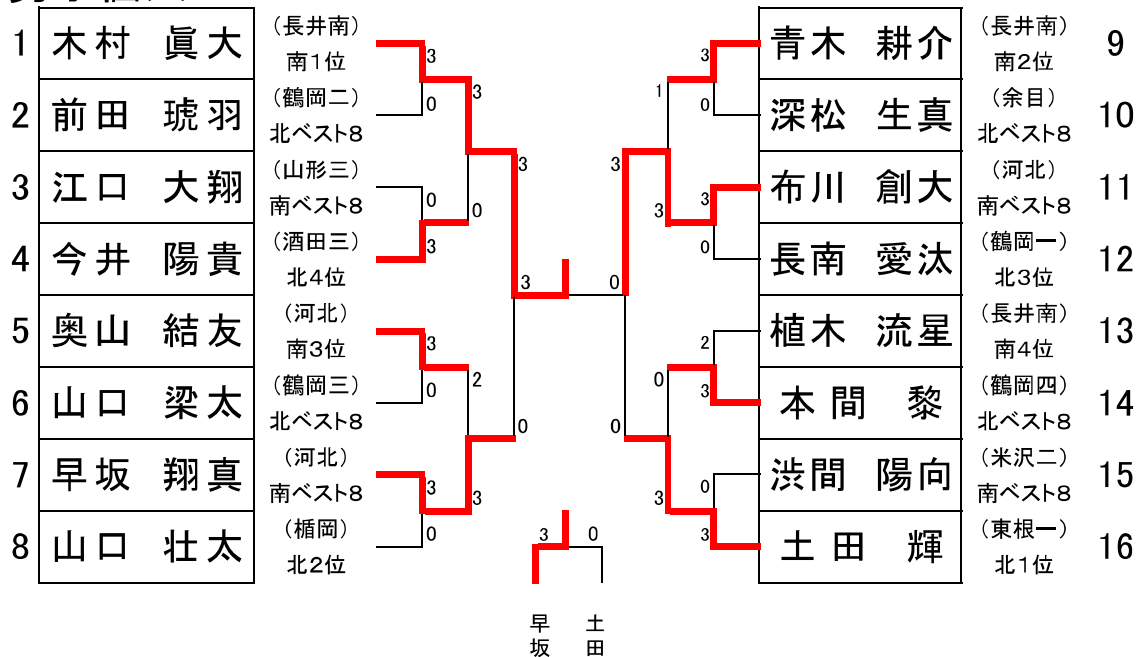 1 木村 眞大 (長井南) 南1位
2 前田 琥羽 (鶴岡二) 北ベスト8
3 江口 大翔 (山形三) 南ベスト8
4 今井 陽貴 (酒田三) 北4位
5 奥山 結友 (河北) 南3位
6 山口 梁太 (鶴岡三) 北ベスト8
7 早坂 翔真 (河北) 南ベスト8
8 山口 壮太 (楯岡) 北2位
3
0
0
3
3
0
3
0
3
0
2
3
3
0
3
0
3
0
0
3
1
3
0
3
3
0
3
0
2
3
0
3
青木 耕介 (長井南) 南2位 9
深松 生真 (余目) 北ベスト8 10
布川 創大 (河北) 南ベスト8 11
長南 愛汰 (鶴岡一) 北3位 12
植木 流星 (長井南) 南4位 13
本間 黎 (鶴岡四) 北ベスト8 14
渋間 陽向 (米沢二) 南ベスト8 15
土田 輝 (東根一) 北1位 16
3 0
早坂 土田